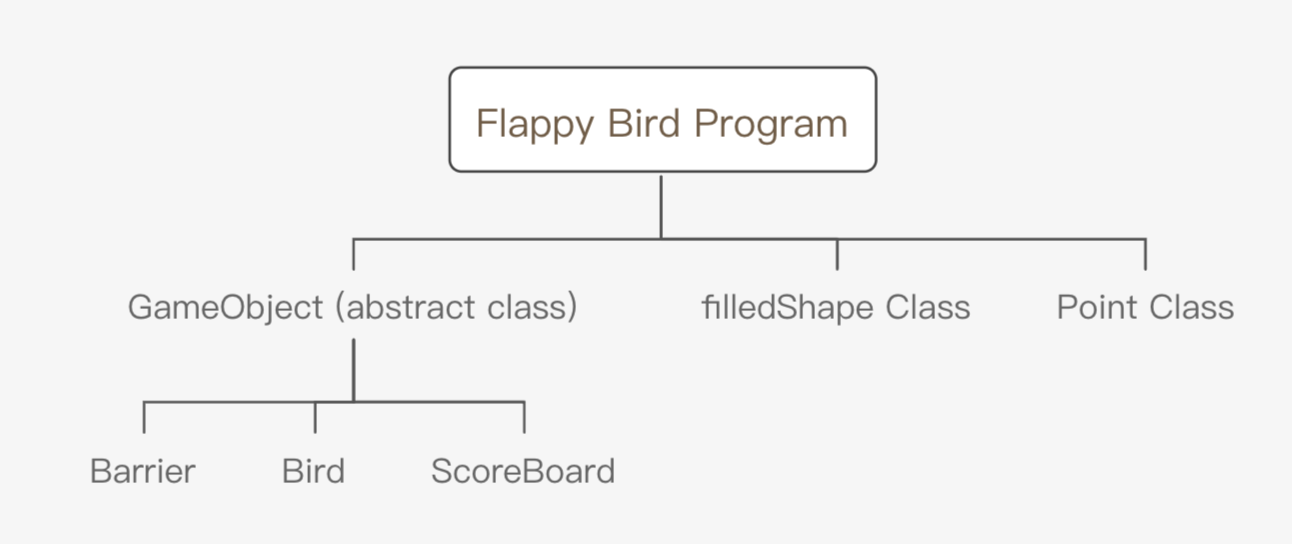 Flappy Bird Program
GameObject (abstract class)
filledShape Class
Point Class
Barrier
Bird
ScoreBoard